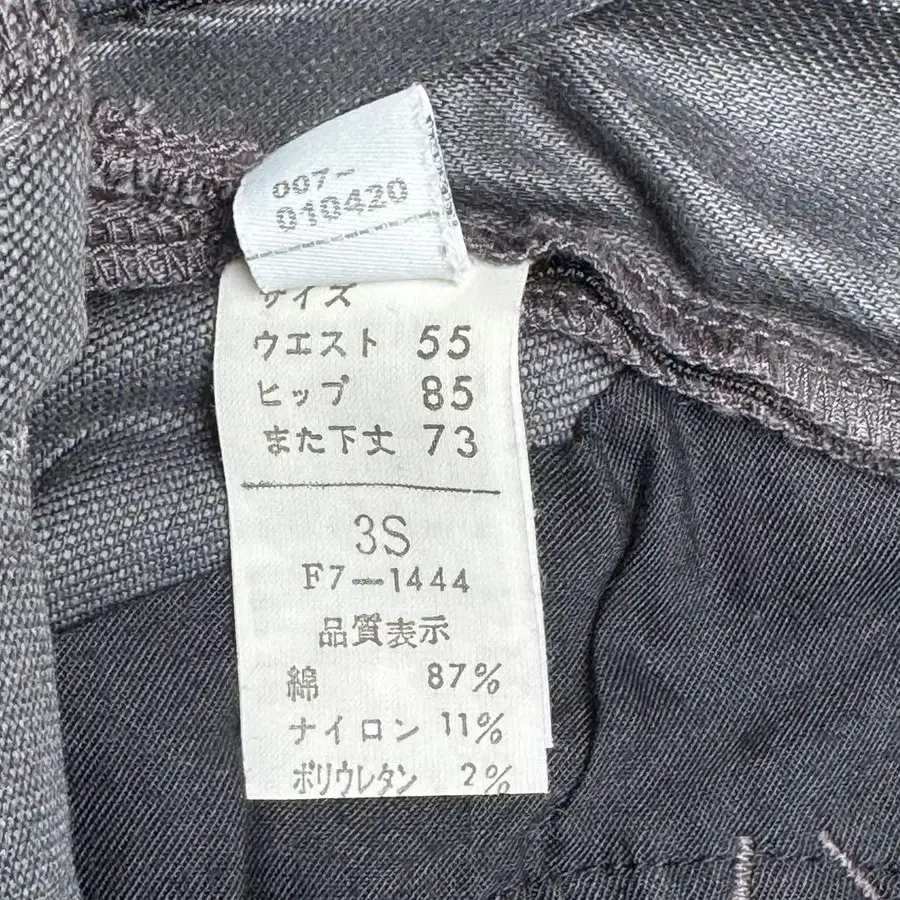 007-
010420
サイズ
ウエスト 55
ヒップ 85
また下丈 73
3S
F7-1444
品質表示
綿 87%
ナイロン 11%
ポリウレタン 2%